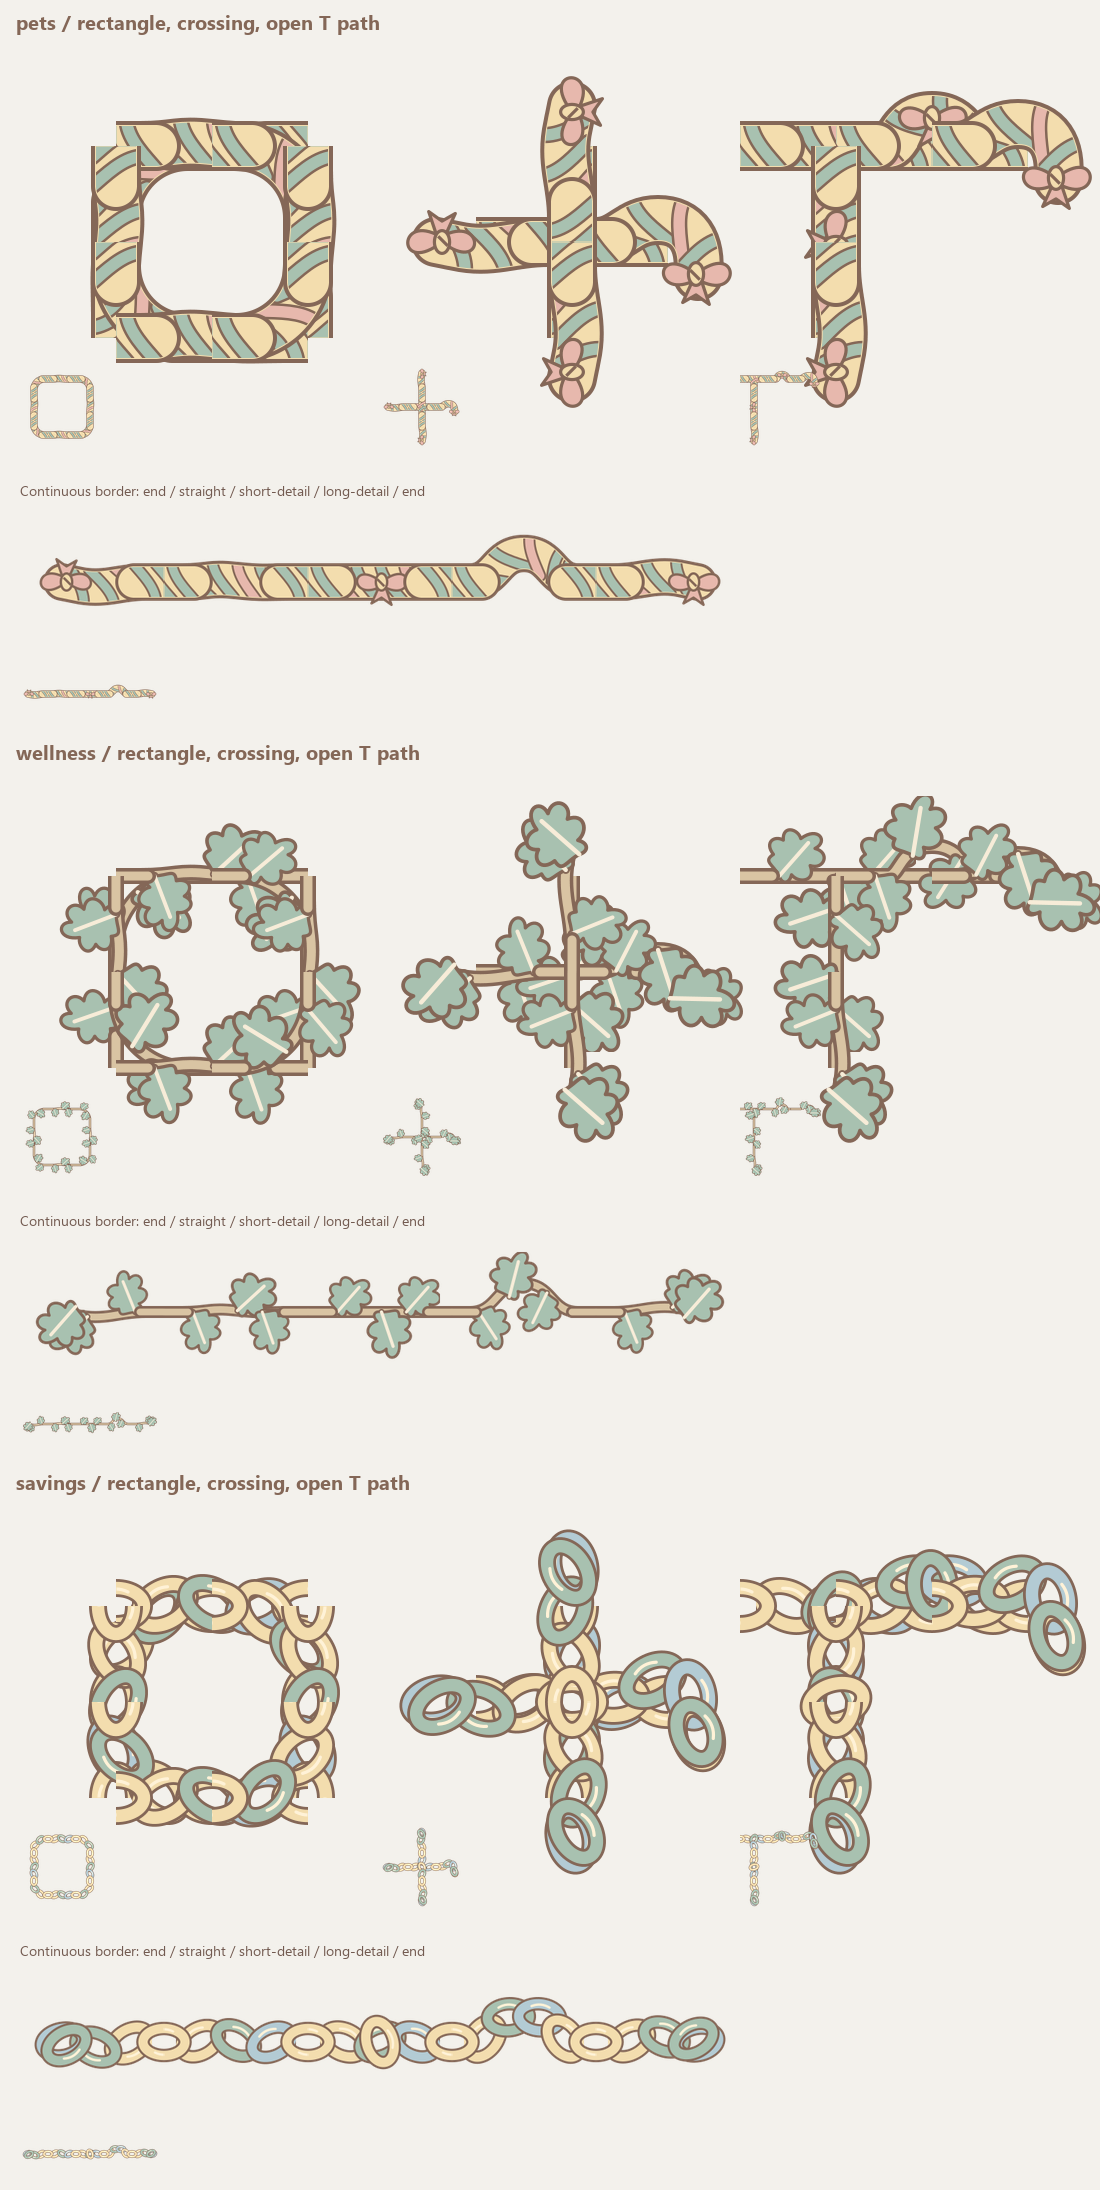 pets / rectangle, crossing, open T path
Continuous border: end / straight / short-detail / long-detail / end
wellness / rectangle, crossing, open T path
Continuous border: end / straight / short-detail / long-detail / end
savings / rectangle, crossing, open T path
Continuous border: end / straight / short-detail / long-detail / end